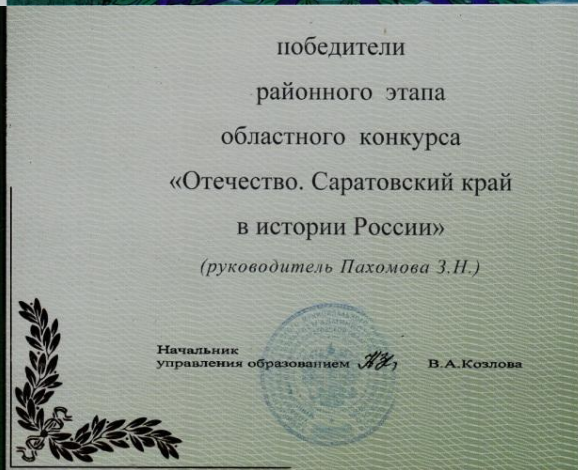 победители
районного этапа
областного конкурса
«Отечество. Саратовский край
в истории России»
(руководитель Пахомова З.Н.)
Начальник
управления образованием В.А.Козлова